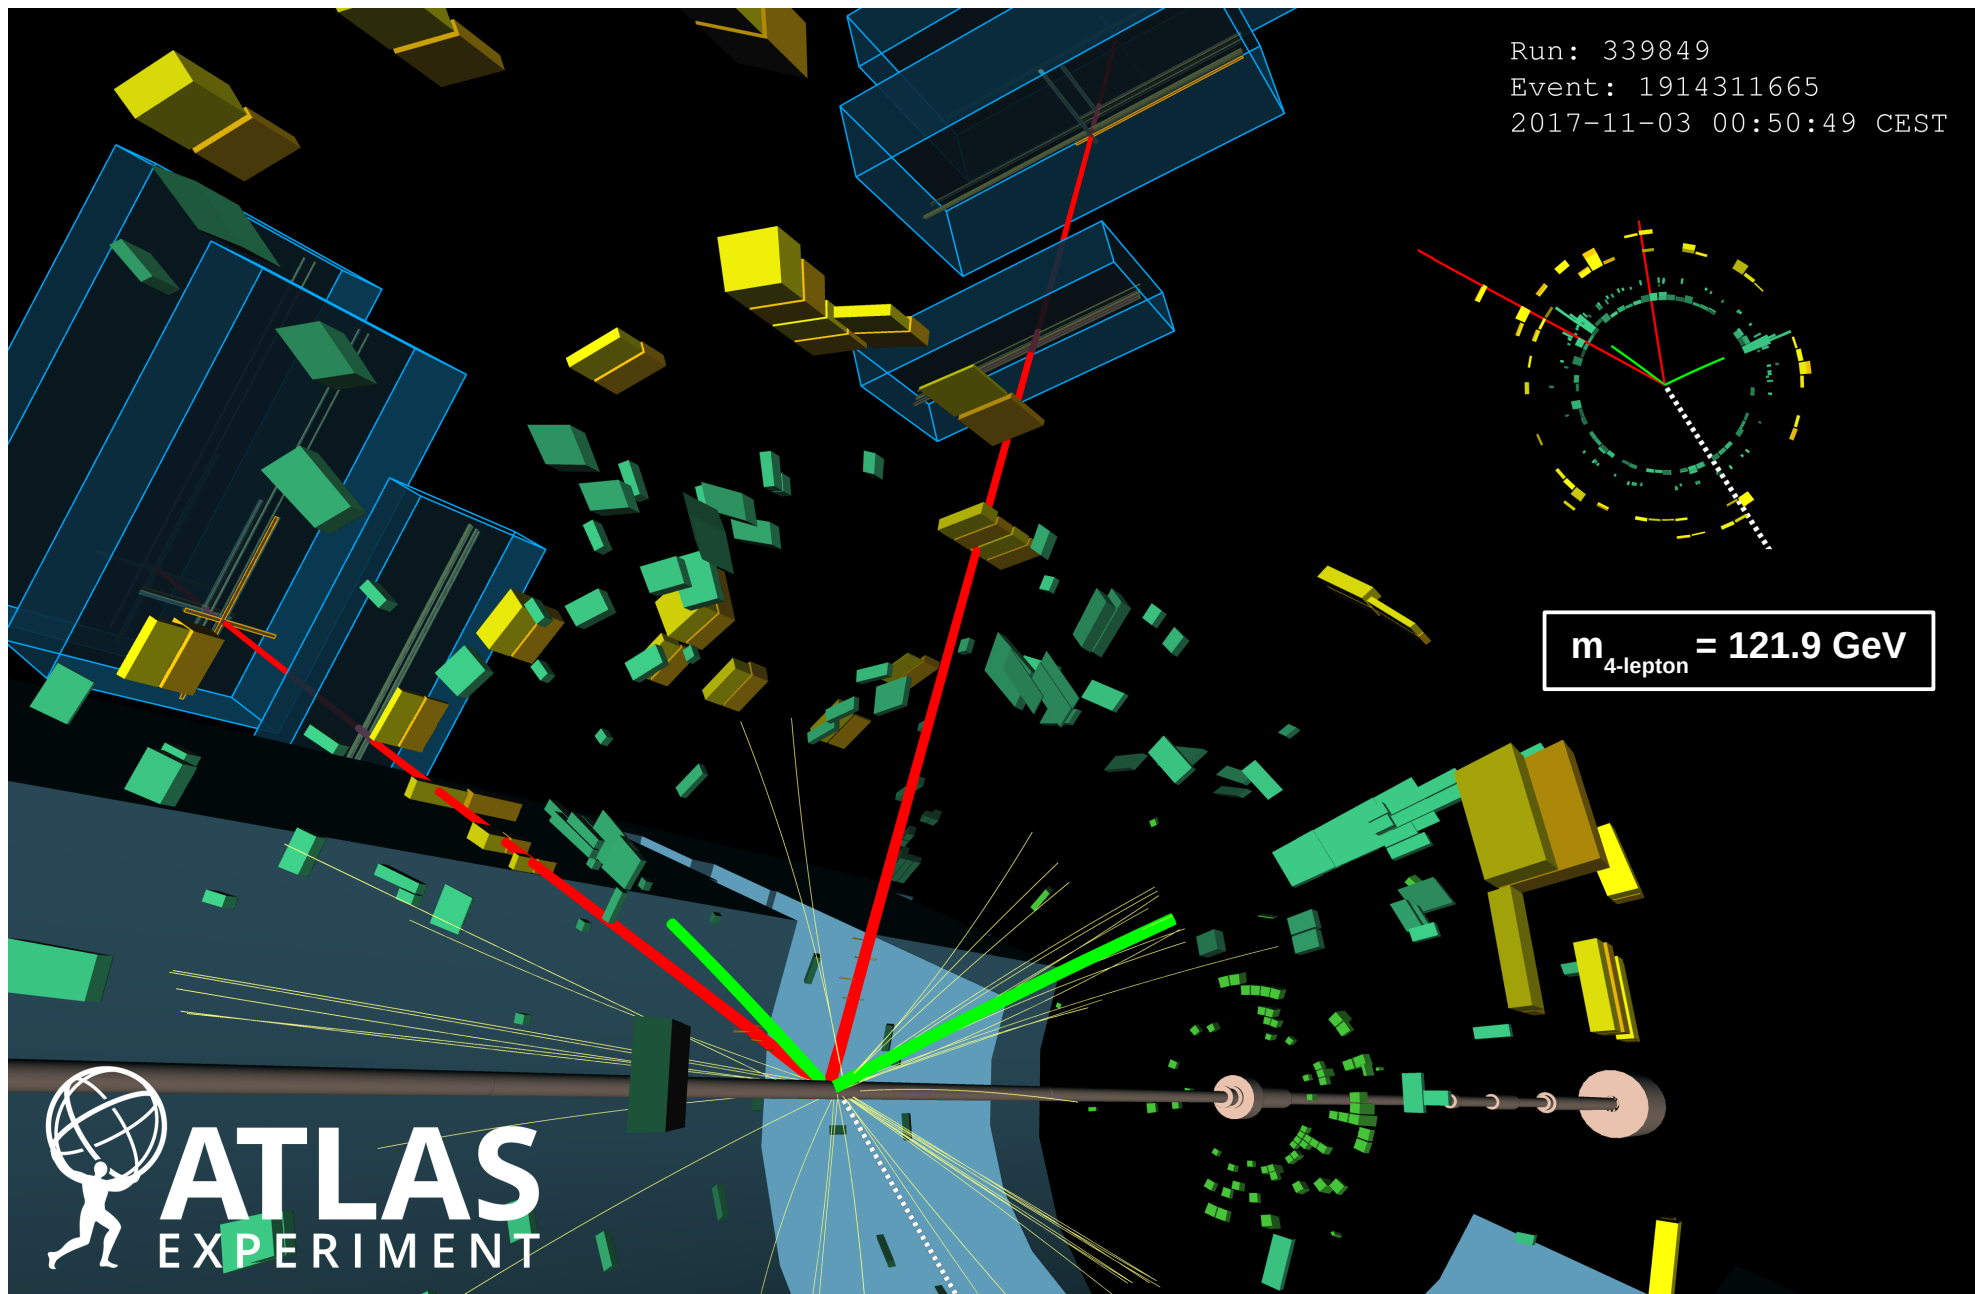 Run: 339849
Event: 1914311665
2017-11-03 00:50:49 CEST
m4-lepton = 121.9 GeV
ATLAS
EXPERIMENT